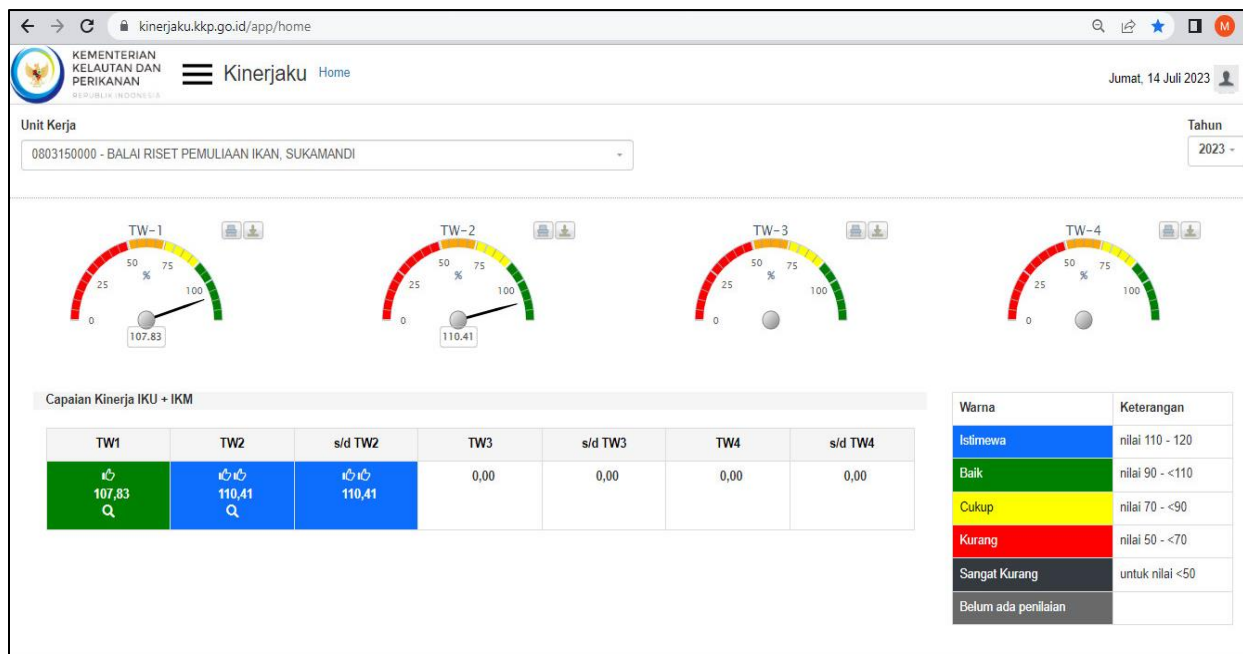 kinerjaku.kkp.go.id/app/home
M
KEMENTERIAN
KELAUTAN DAN
PERIKANAN
REPUBLIK INDONESIA
Kinerjaku Home
Jumat, 14 Juli 2023
Unit Kerja
Tahun
0803150000 - BALAI RISET PEMULIAAN IKAN, SUKAMANDI
2023
TW-1
0
25
50
75
100
%
107.83
TW-2
0
25
50
75
100
%
110.41
TW-3
0
25
50
75
100
%
TW-4
0
25
50
75
100
%
Capaian Kinerja IKU + IKM
TW1 TW2 s/d TW2 TW3 s/d TW3 TW4 s/d TW4
107,83 110,41 110,41 0,00 0,00 0,00 0,00
Warna Keterangan
Istimewa nilai 110 - 120
Baik nilai 90 - <110
Cukup nilai 70 - <90
Kurang nilai 50 - <70
Sangat Kurang untuk nilai <50
Belum ada penilaian